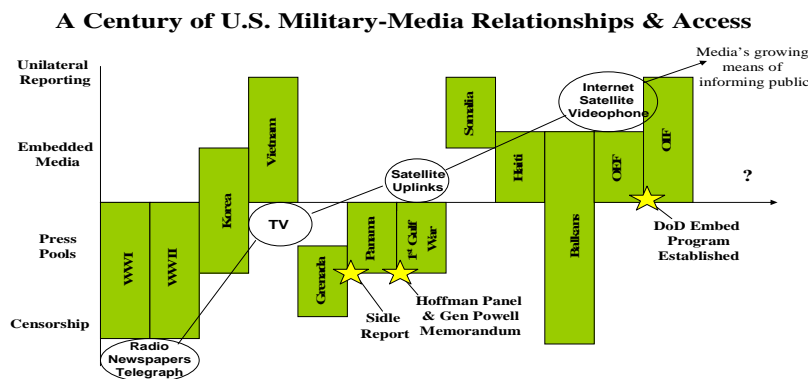 A Century of U.S. Military-Media Relationships & Access
Unilateral
Reporting
Embedded
Media
Press
Pools
Censorship
WWI
WWII
Korea
Vietnam
Grenada
Panama
1st Gulf
War
Somalia
Haiti
Balkans
OEF
OIF
Radio
Newspapers
Telegraph
TV
Satellite
Uplinks
Internet
Satellite
Videophone
Media's growing
means of
informing public
?
Sidle
Report
Hoffman Panel
& Gen Powell
Memorandum
DoD Embed
Program
Established